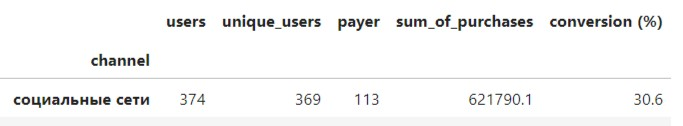 users unique_users payer sum_of_purchases conversion (%)
channel
социальные сети 374 369 113 621790.1 30.6